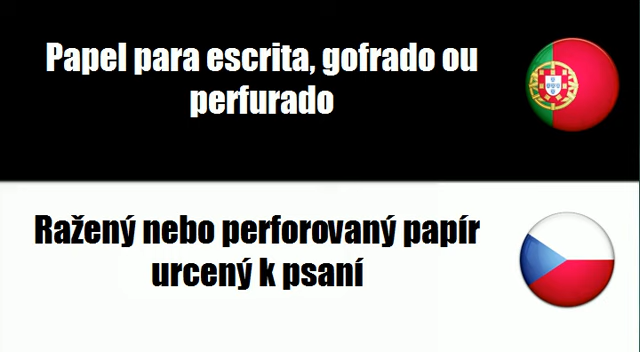 Papel para escrita, gofrado ou
perfurado
Ražený nebo perforovaný papír
urcený k psaní